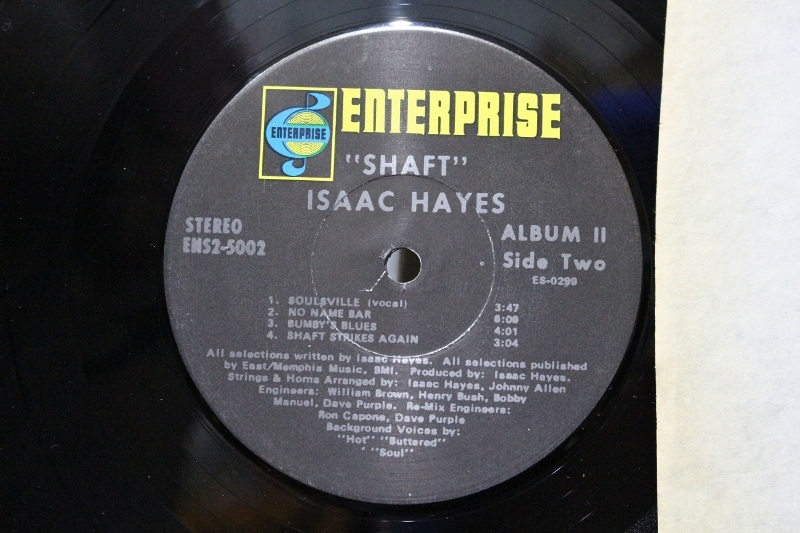 ENTERPRISE
ENTERPRISE
"SHAFT"
ISAAC HAYES
STEREO
ENS2-5002
ALBUM II
Side Two
ES-0299
1. SOULSVILLE (vocal) 3:47
2. NO NAME BAR 6:09
3. BUMBY'S BLUES 4:01
4. SHAFT STRIKES AGAIN 3:04
All selections written by Isaac Hayes. All selections published
by East/Memphis Music, BMI. Produced by: Isaac Hayes.
Strings & Horns Arranged by: Isaac Hayes, Johnny Allen
Engineers: William Brown, Henry Bush, Bobby
Manuel, Dave Purple. Re-Mix Engineers:
Ron Capone, Dave Purple
Background Voices by:
"Hot" "Buttered"
' "Soul"